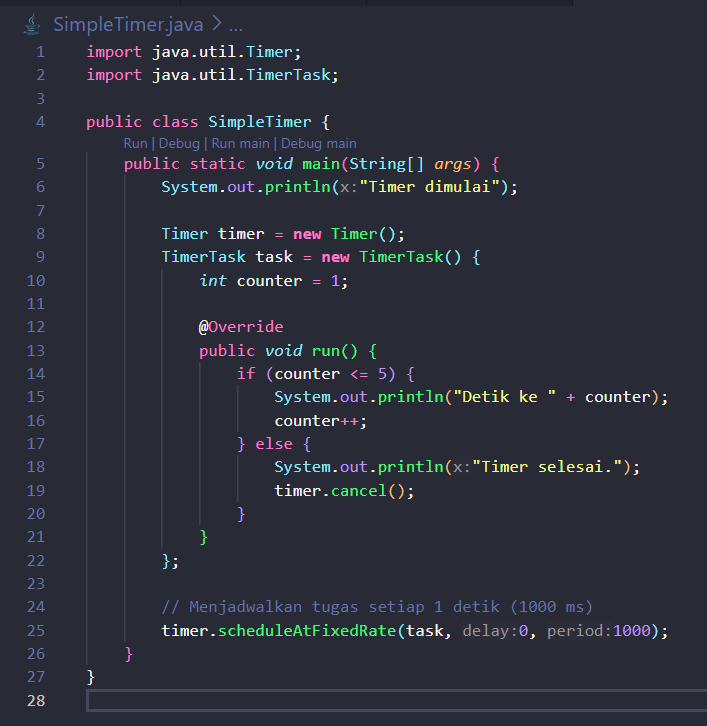 SimpleTimer.java > ...
1 import java.util.Timer;
2 import java.util.TimerTask;
3
4 public class SimpleTimer {
Run | Debug | Run main | Debug main
5 public static void main(String[] args) {
6 System.out.println(x:"Timer dimulai");
7
8 Timer timer = new Timer();
9 TimerTask task = new TimerTask() {
10 int counter = 1;
11
12 @Override
13 public void run() {
14 if (counter <= 5) {
15 System.out.println("Detik ke " + counter);
16 counter++;
17 } else {
18 System.out.println(x:"Timer selesai.");
19 timer.cancel();
20 }
21 }
22 };
23
24 // Menjadwalkan tugas setiap 1 detik (1000 ms)
25 timer.scheduleAtFixedRate(task, delay:0, period:1000);
26 }
27 }
28